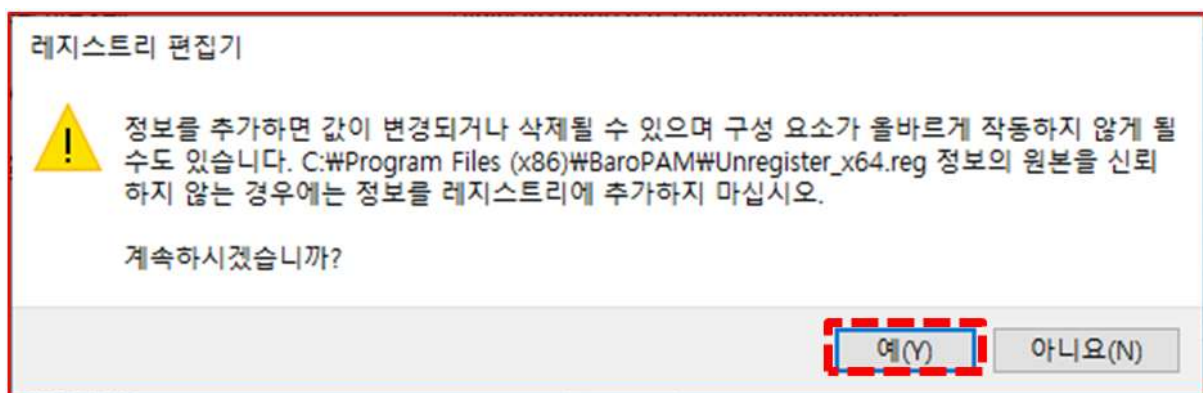 레지스트리 편집기
정보를 추가하면 값이 변경되거나 삭제될 수 있으며 구성 요소가 올바르게 작동하지 않게 될
수도 있습니다. C:₩Program Files (x86)₩BaroPAM₩Unregister_x64.reg 정보의 원본을 신뢰
하지 않는 경우에는 정보를 레지스트리에 추가하지 마십시오.
계속하시겠습니까?
예(Y) 아니요(N)